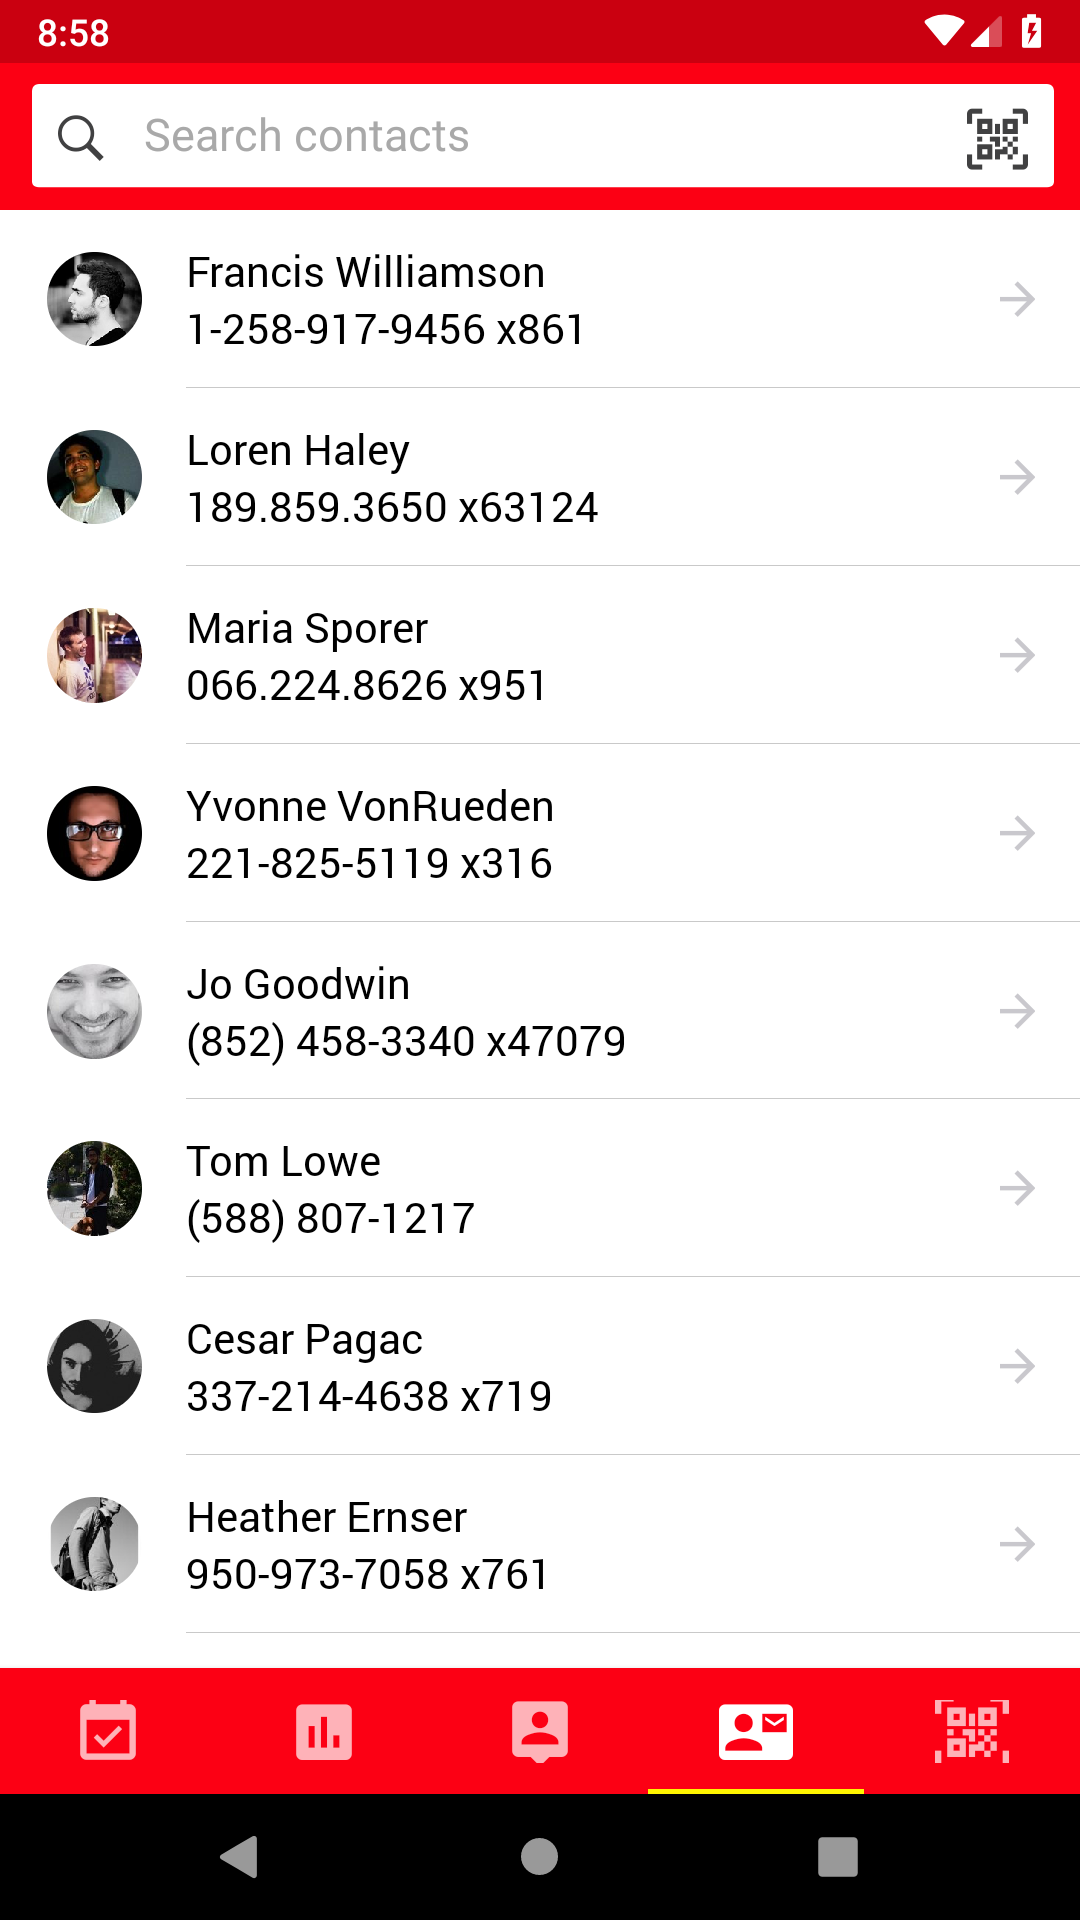 8:58
Search contacts
Francis Williamson
1-258-917-9456 x861
Loren Haley
189.859.3650 x63124
Maria Sporer
066.224.8626 x951
Yvonne VonRueden
221-825-5119 x316
Jo Goodwin
(852) 458-3340 x47079
Tom Lowe
(588) 807-1217
Cesar Pagac
337-214-4638 x719
Heather Ernser
950-973-7058 x761